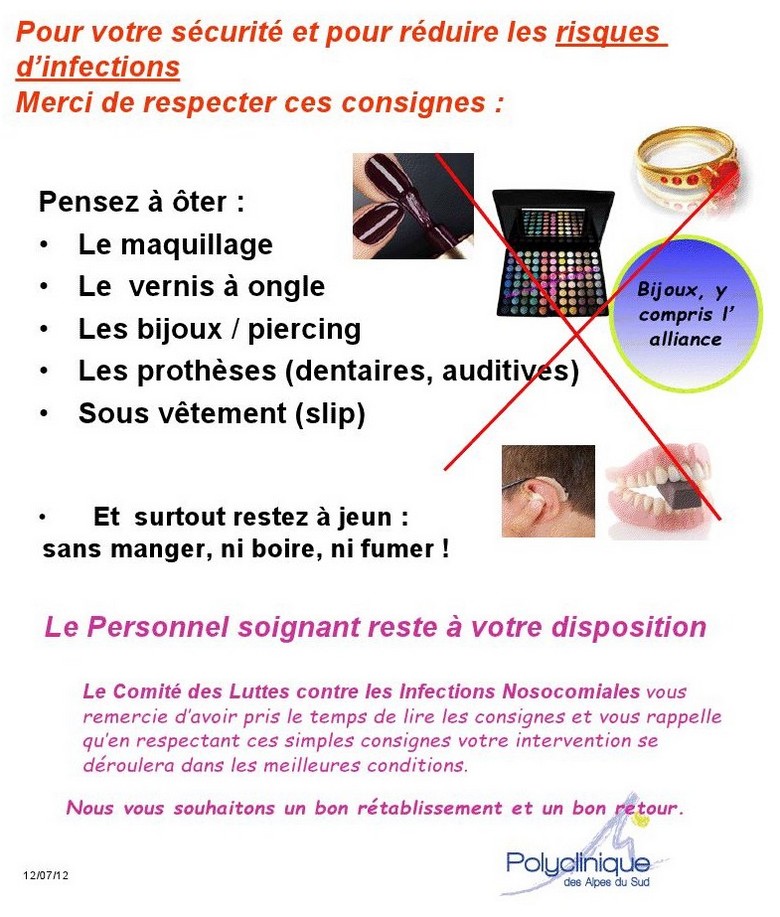 Pour votre sécurité et pour réduire les risques
d’infections
Merci de respecter ces consignes :
Pensez à ôter :
• Le maquillage
• Le vernis à ongle
• Les bijoux / piercing
• Les prothèses (dentaires, auditives)
• Sous vêtement (slip)
Bijoux, y
compris l’
alliance
• Et surtout restez à jeun :
sans manger, ni boire, ni fumer !
Le Personnel soignant reste à votre disposition
Le Comité des Luttes contre les Infections Nosocomiales vous
remercie d’avoir pris le temps de lire les consignes et vous rappelle
qu’en respectant ces simples consignes votre intervention se
déroulera dans les meilleures conditions.
Nous vous souhaitons un bon rétablissement et un bon retour.
Polyclinique
des Alpes du Sud
12/07/12